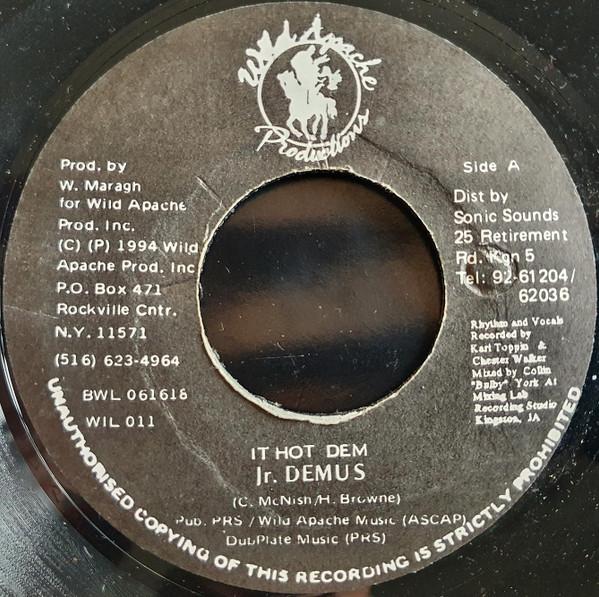 Wild Apache
Productions
Prod. by
W. Maragh
for Wild Apache
Prod. Inc.
(C) (P) 1994 Wild
Apache Prod. Inc
P.O. Box 471
Rockville Cntr.
N.Y. 11571
(516) 623-4964
BWL 061618
WIL 011
Side A
Dist by
Sonic Sounds
25 Retirement
Rd. Kgn 5
Tel: 92-61204/
62036
Rhythm and Vocals
Recorded by
Karl Toppin &
Chester Walker
Mixed by Collin
"Bulby" York At
Mixing Lab
Recording Studio
Kingston, JA
IT HOT DEM
Jr. DEMUS
(C. McNish/H. Browne)
Pub. PRS / Wild Apache Music (ASCAP)
DubPlate Music (PRS)
UNAUTHORISED COPYING OF THIS RECORDING IS STRICTLY PROHIBITED